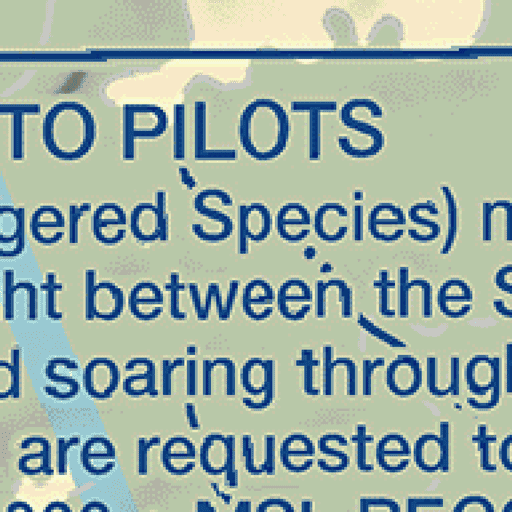 TO PILOTS
gered Species)
ht between the S
d soaring throug
are requested to